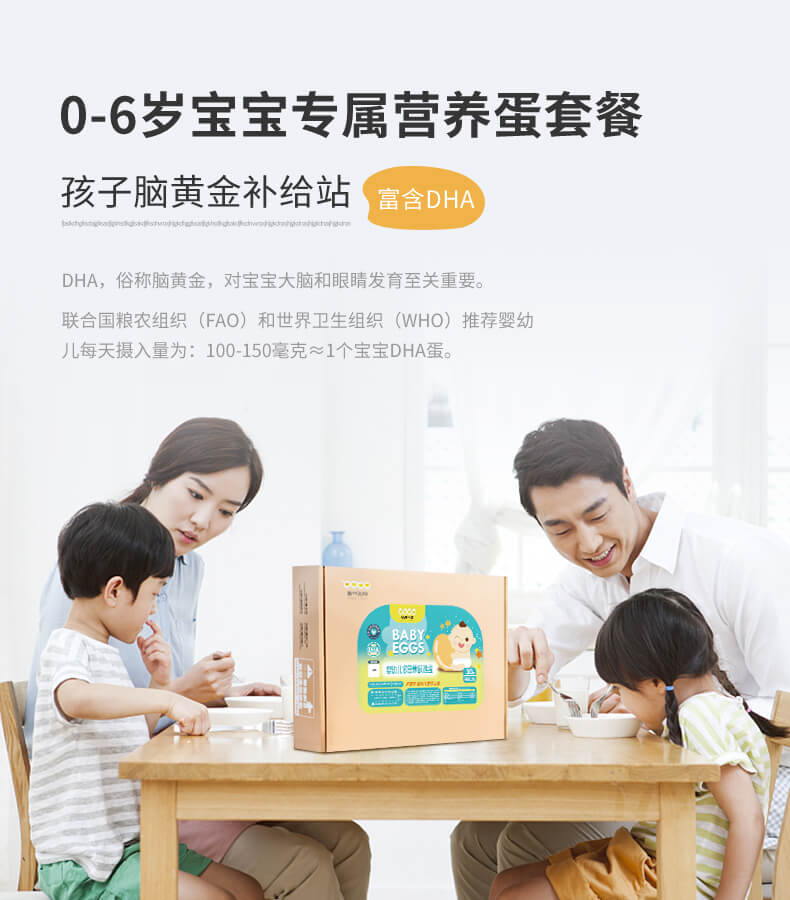 0-6岁宝宝专属营养蛋套餐
孩子脑黄金补给站
富含DHA
DHA，俗称脑黄金，对宝宝大脑和眼睛发育至关重要。
联合国粮农组织（FAO）和世界卫生组织（WHO）推荐婴幼
儿每天摄入量为：100-150毫克≈1个宝宝DHA蛋。
BABY
EGGS